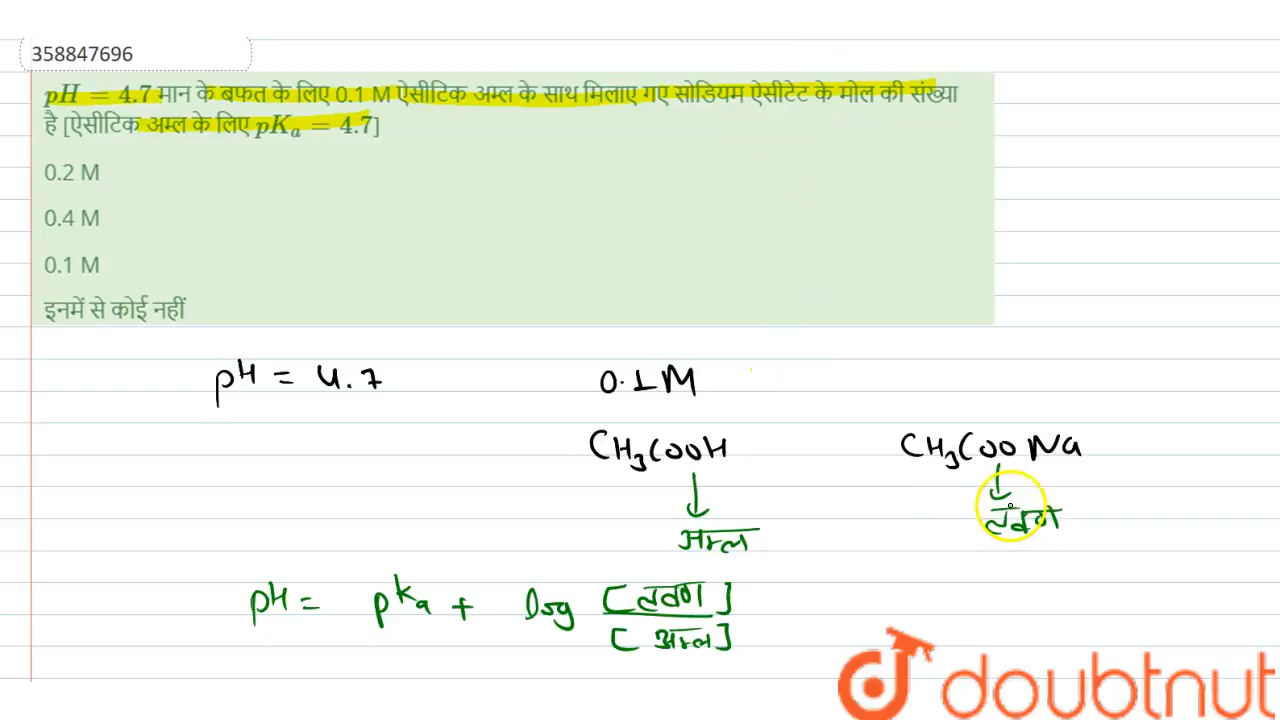 358847696
pH = 4.7 मान के बफत के लिए 0.1 M ऐसीटिक अम्ल के साथ मिलाए गए सोडियम ऐसीटेट के मोल की संख्या
है [ऐसीटिक अम्ल के लिए pKₐ = 4.7]
0.2 M
0.4 M
0.1 M
इनमें से कोई नहीं
pH = 4.7 0.1 M
CH₃COOH CH₃COONa
अम्ल लवण
pH = pKₐ + log [लवण]
[अम्ल]
doubtnut